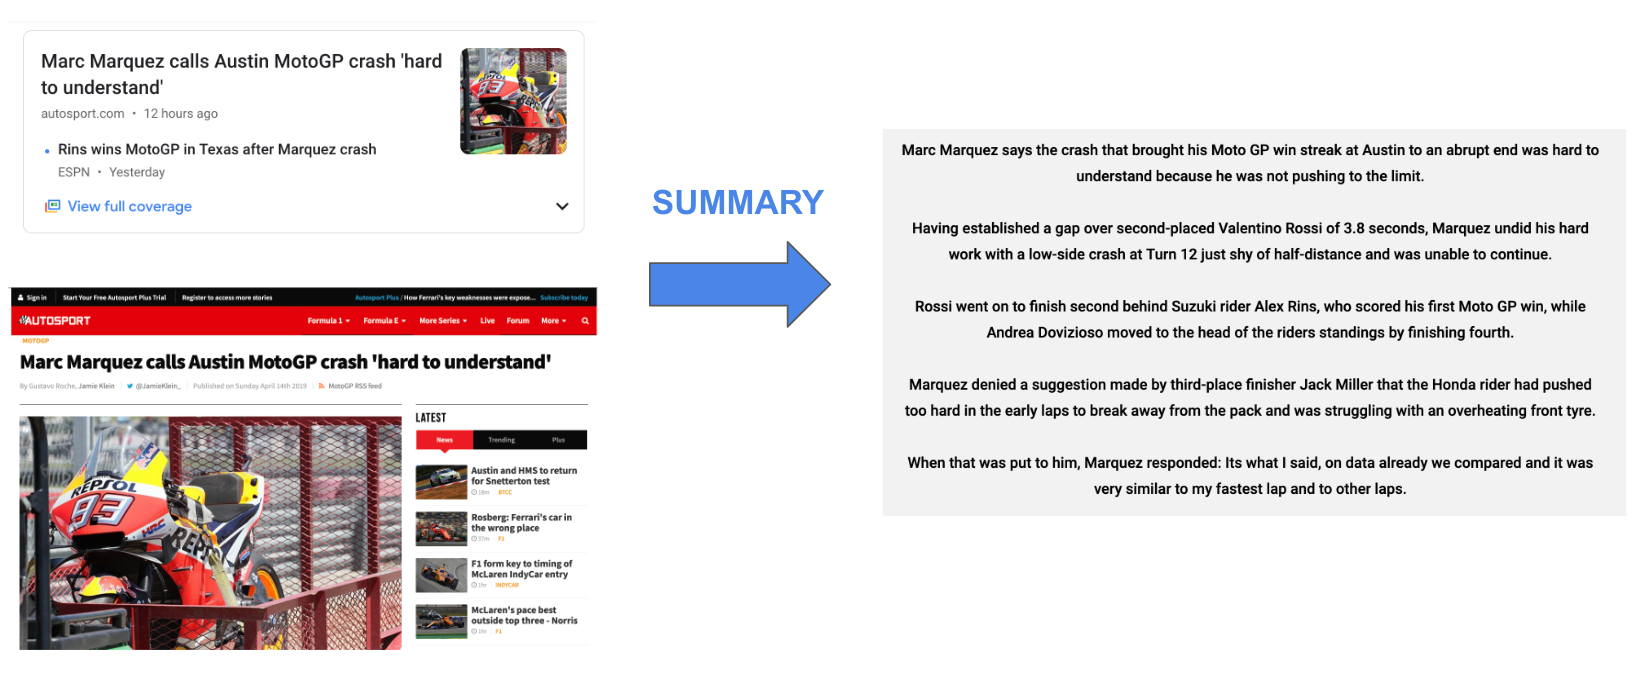 Marc Marquez calls Austin MotoGP crash 'hard
to understand'
autosport.com • 12 hours ago
• Rins wins MotoGP in Texas after Marquez crash
ESPN • Yesterday
View full coverage
Sign in | Start Your Free Autosport Plus Trial | Register to access more stories
Autosport Plus / How Ferrari's key weaknesses were expose... Subscribe today
AUTOSPORT
Formula 1 Formula E More Series Live Forum More
MOTOGP
Marc Marquez calls Austin MotoGP crash 'hard to understand'
By Gustavo Roche, Jamie Klein | @JamieKlein_ | Published on Sunday April 14th 2019 | MotoGP RSS feed
REPSOL
93
HRC
REPSOL
LATEST
News Trending Plus
Austin and HMS to return
for Snetterton test
18m BTCC
Rosberg: Ferrari's car in
the wrong place
37m F1
F1 form key to timing of
McLaren IndyCar entry
1hr INDYCAR
McLaren's pace best
outside top three - Norris
1hr F1
SUMMARY
Marc Marquez says the crash that brought his Moto GP win streak at Austin to an abrupt end was hard to
understand because he was not pushing to the limit.
Having established a gap over second-placed Valentino Rossi of 3.8 seconds, Marquez undid his hard
work with a low-side crash at Turn 12 just shy of half-distance and was unable to continue.
Rossi went on to finish second behind Suzuki rider Alex Rins, who scored his first Moto GP win, while
Andrea Dovizioso moved to the head of the riders standings by finishing fourth.
Marquez denied a suggestion made by third-place finisher Jack Miller that the Honda rider had pushed
too hard in the early laps to break away from the pack and was struggling with an overheating front tyre.
When that was put to him, Marquez responded: Its what I said, on data already we compared and it was
very similar to my fastest lap and to other laps.